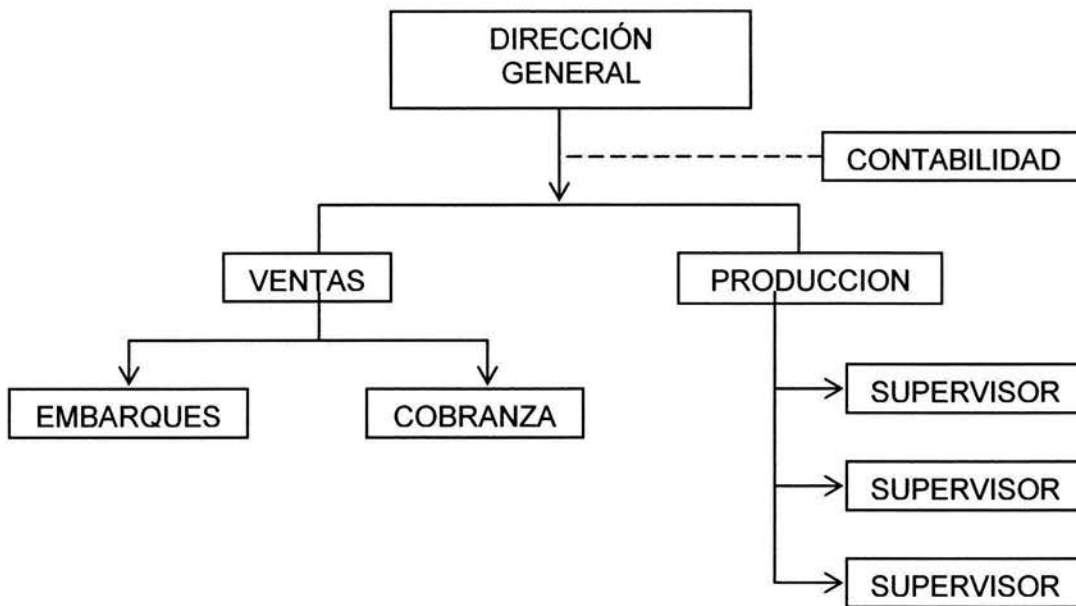 DIRECCIÓN
GENERAL
CONTABILIDAD
VENTAS
PRODUCCION
EMBARQUES
COBRANZA
SUPERVISOR
SUPERVISOR
SUPERVISOR